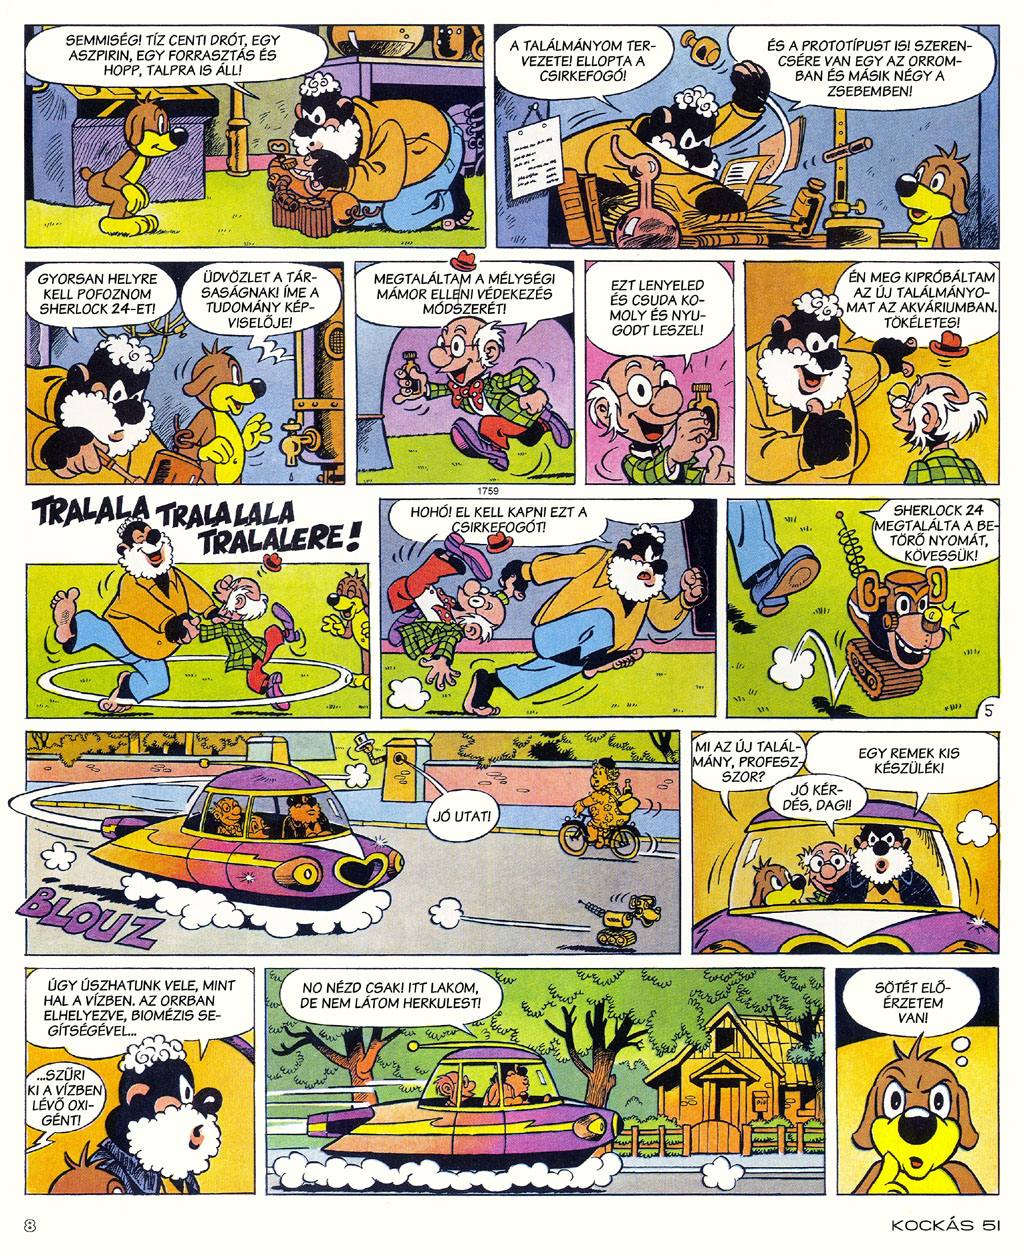 SEMMISÉG! TÍZ CENTI DRÓT, EGY
ASZPIRIN, EGY FORRASZTÁS ÉS
HOPP, TALPRA IS ÁLL!
A TALÁLMÁNYOM TER-
VEZETE! ELLOPTA A
CSIRKEFOGÓ!
ÉS A PROTOTÍPUST IS! SZEREN-
CSÉRE VAN EGY AZ ORROM-
BAN ÉS MÁSIK NÉGY A
ZSEBEMBEN!
GYORSAN HELYRE
KELL POFOZNOM
SHERLOCK 24-ET!
ÜDVÖZLET A TÁR-
SASÁGNAK! ÍME A
TUDOMÁNY KÉP-
VISELŐJE!
MEGTALÁLTAM A MÉLYSÉGI
MÁMOR ELLENI VÉDEKEZÉS
MÓDSZERÉT!
EZT LENYELED
ÉS CSUDA KO-
MOLY ÉS NYU-
GODT LESZEL!
ÉN MEG KIPRÓBÁLTAM
AZ ÚJ TALÁLMÁNYO-
MAT AZ AKVÁRIUMBAN.
TÖKÉLETES!
1759
TRALALA TRALALALA
TRALALERE!
HOHÓ! EL KELL KAPNI EZT A
CSIRKEFOGÓT!
SHERLOCK 24
MEGTALÁLTA A BE-
TÖRŐ NYOMÁT,
KÖVESSÜK!
5
JÓ UTAT!
BLOUZ
MI AZ ÚJ TALÁL-
MÁNY, PROFESZ-
SZOR?
JÓ KÉR-
DÉS, DAGI!
EGY REMEK KIS
KÉSZÜLÉK!
ÚGY ÚSZHATUNK VELE, MINT
HAL A VÍZBEN. AZ ORRBAN
ELHELYEZVE, BIOMÉZIS SE-
GÍTSÉGÉVEL...
...SZŰRI
KI A VÍZBEN
LÉVŐ OXI-
GÉNT!
NO NÉZD CSAK! ITT LAKOM,
DE NEM LÁTOM HERKULEST!
PIF
SÖTÉT ELŐ-
ÉRZETEM
VAN!
8
KOCKÁS 51